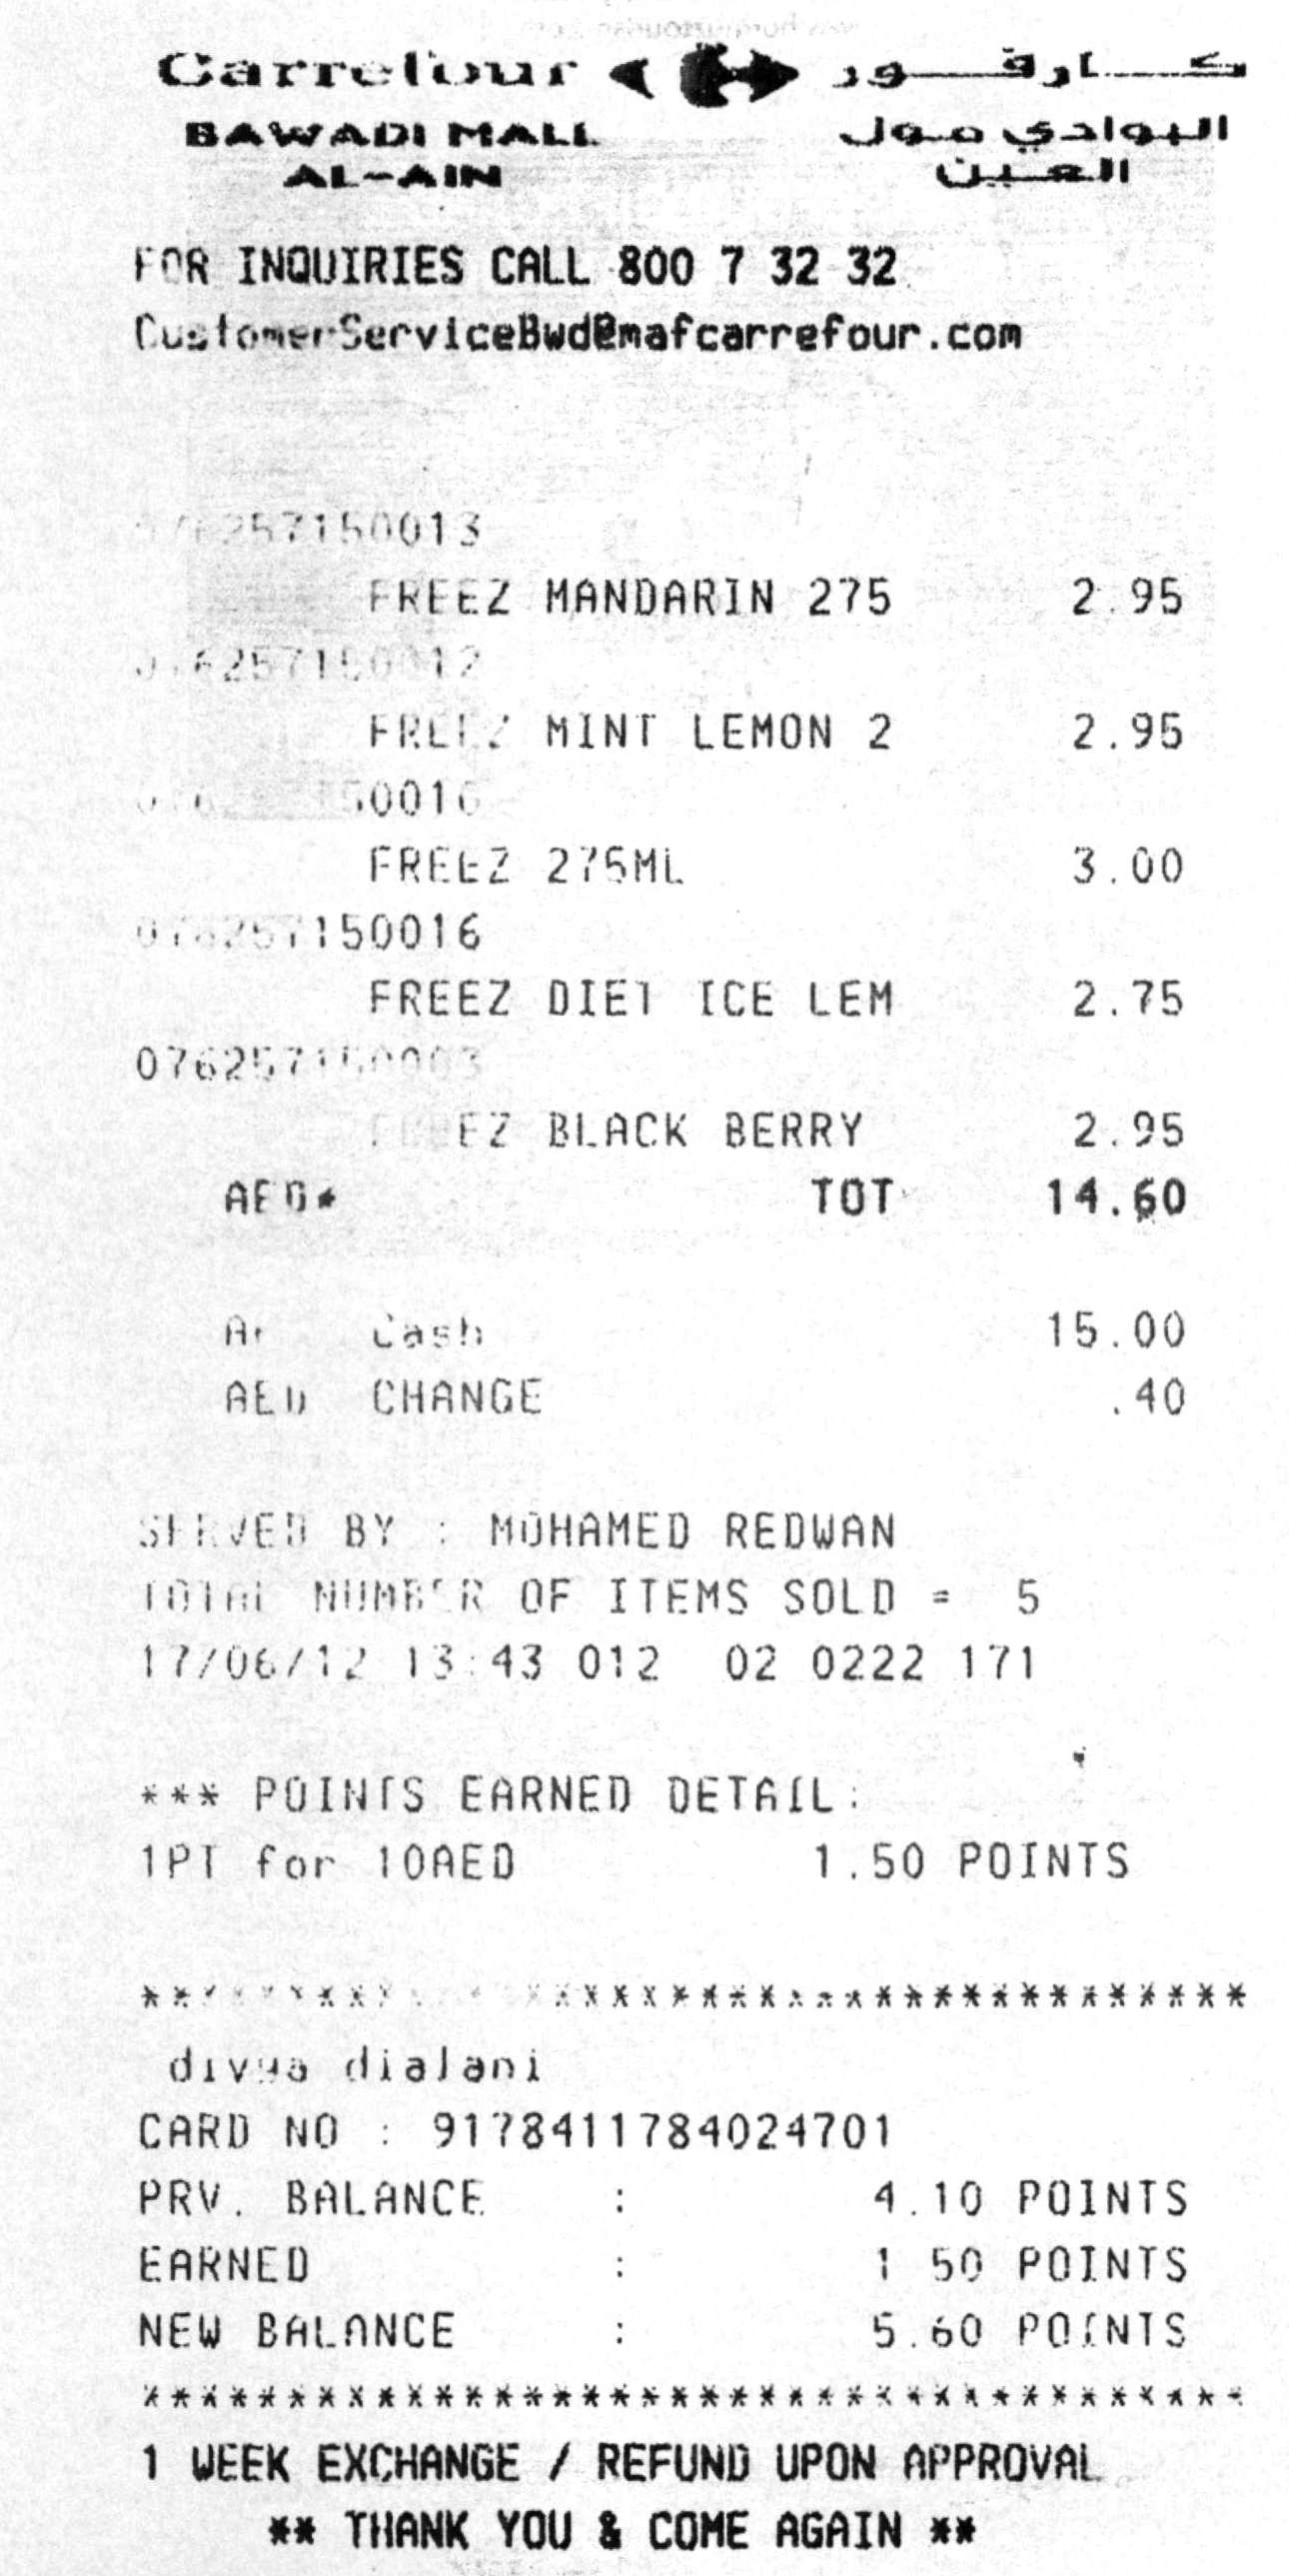 Carrefour كارفور
BAWADI MALL البوادي مول
AL-AIN العين
FOR INQUIRIES CALL 800 7 32 32
CustomerServiceBwd@mafcarrefour.com
FREEZ MANDARIN 275 2.95
FREEZ MINT LEMON 2 2.95
FREEZ 275ML 3.00
076257150016
FREEZ DIET ICE LEM 2.75
076257150003
FREEZ BLACK BERRY 2.95
AED* TOT 14.60
Cash 15.00
AED CHANGE .40
SERVED BY : MOHAMED REDWAN
TOTAL NUMBER OF ITEMS SOLD = 5
17/06/12 13:43 012 02 0222 171
*** POINTS EARNED DETAIL:
1PT for 10AED 1.50 POINTS
**************************************
divya dialani
CARD NO : 9178411784024701
PRV. BALANCE : 4.10 POINTS
EARNED : 1.50 POINTS
NEW BALANCE : 5.60 POINTS
**************************************
1 WEEK EXCHANGE / REFUND UPON APPROVAL
** THANK YOU & COME AGAIN **